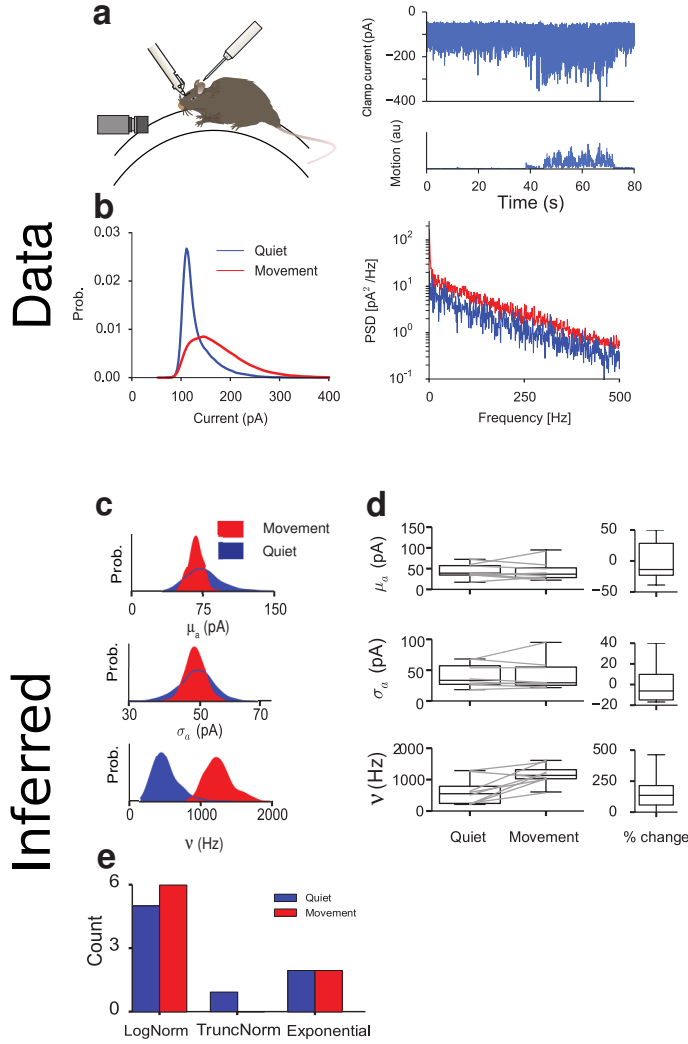 Data
a
Clamp current(pA)
0
−200
−400
Motion (au)
0 20 40 60 80
Time (s)
b
Prob.
0.03
0.02
0.01
0.00
0 100 200 300 400
Current (pA)
Quiet
Movement
PSD [pA²/Hz]
10²
10¹
10⁰
10⁻¹
0 250 500
Frequency [Hz]
Inferred
c
Movement
Quiet
Prob.
0 75 150
μₐ (pA)
Prob.
30 50 70
σₐ (pA)
Prob.
0 1000 2000
ν (Hz)
d
μₐ (pA)
150
100
50
0
50
0
−50
σₐ (pA)
100
50
0
40
20
0
−20
ν (Hz)
2000
1000
0
500
250
0
Quiet Movement % change
e
Count
6
3
0
Quiet
Movement
LogNorm TruncNorm Exponential